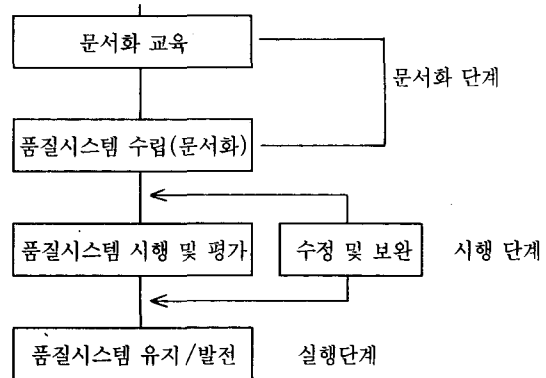 문서화 교육
문서화 단계
품질시스템 수립(문서화)
품질시스템 시행 및 평가
수정 및 보완
시행 단계
품질시스템 유지/발전
실행단계